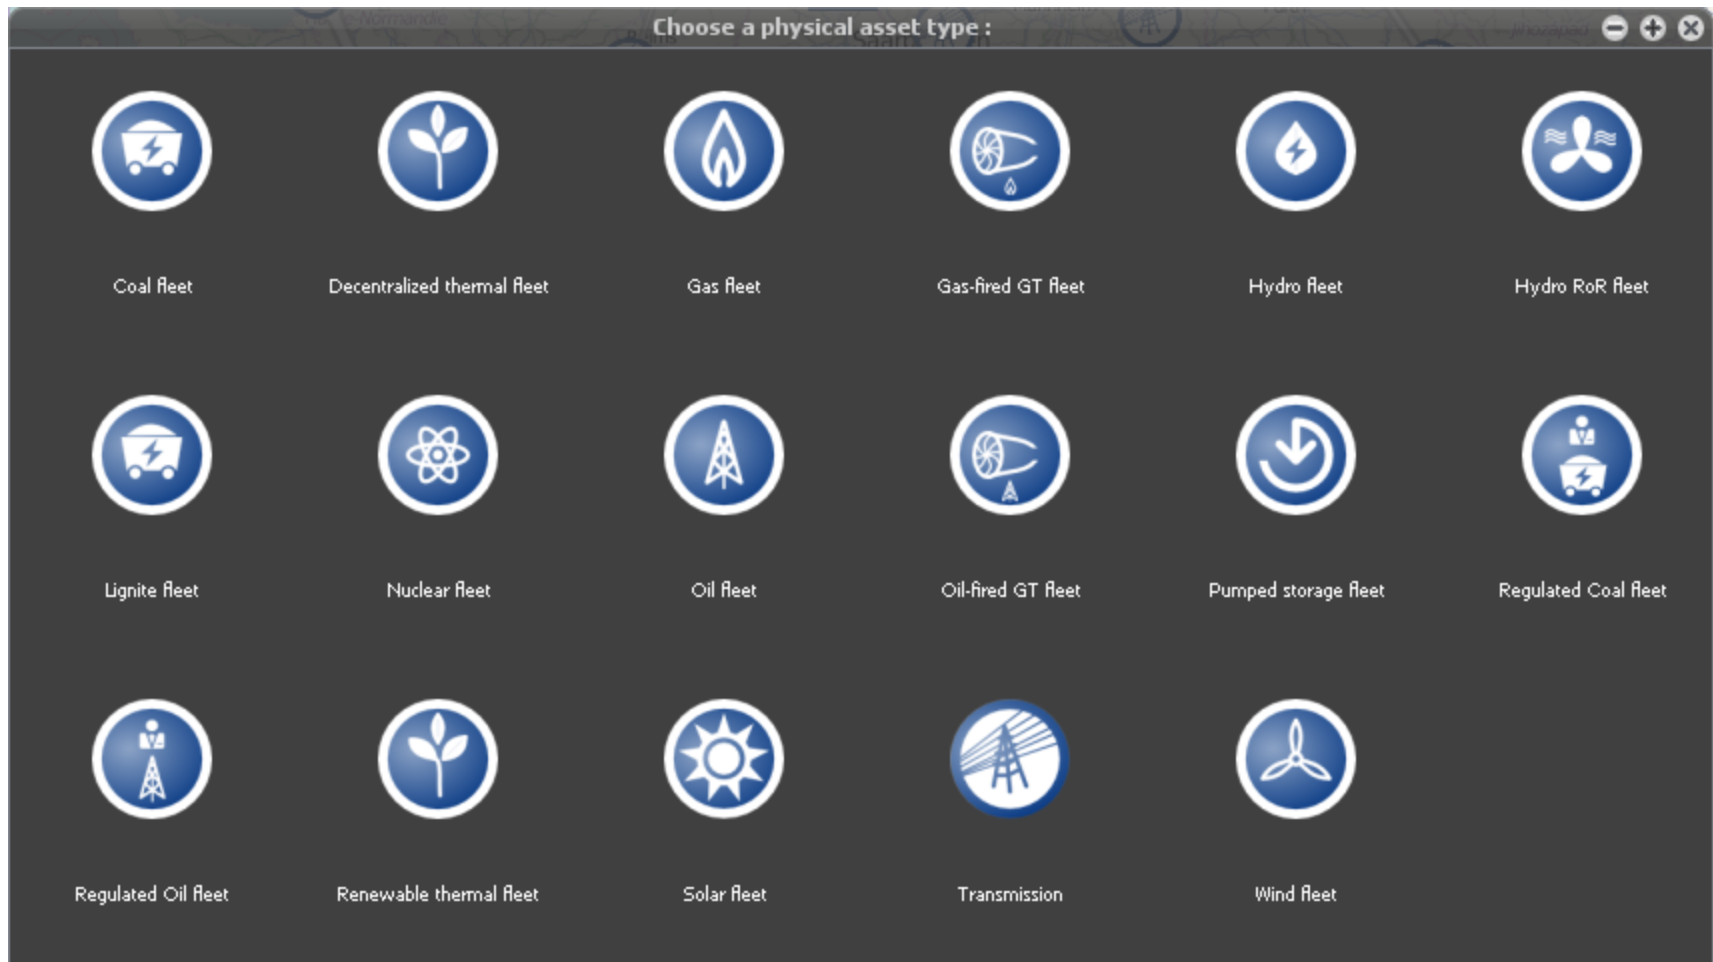 e-Normandie
Choose a physical asset type :
Jihozápad
Coal fleet
Decentralized thermal fleet
Gas fleet
Gas-fired GT fleet
Hydro fleet
Hydro RoR fleet
Lignite fleet
Nuclear fleet
Oil fleet
Oil-fired GT fleet
Pumped storage fleet
Regulated Coal fleet
Regulated Oil fleet
Renewable thermal fleet
Solar fleet
Transmission
Wind fleet